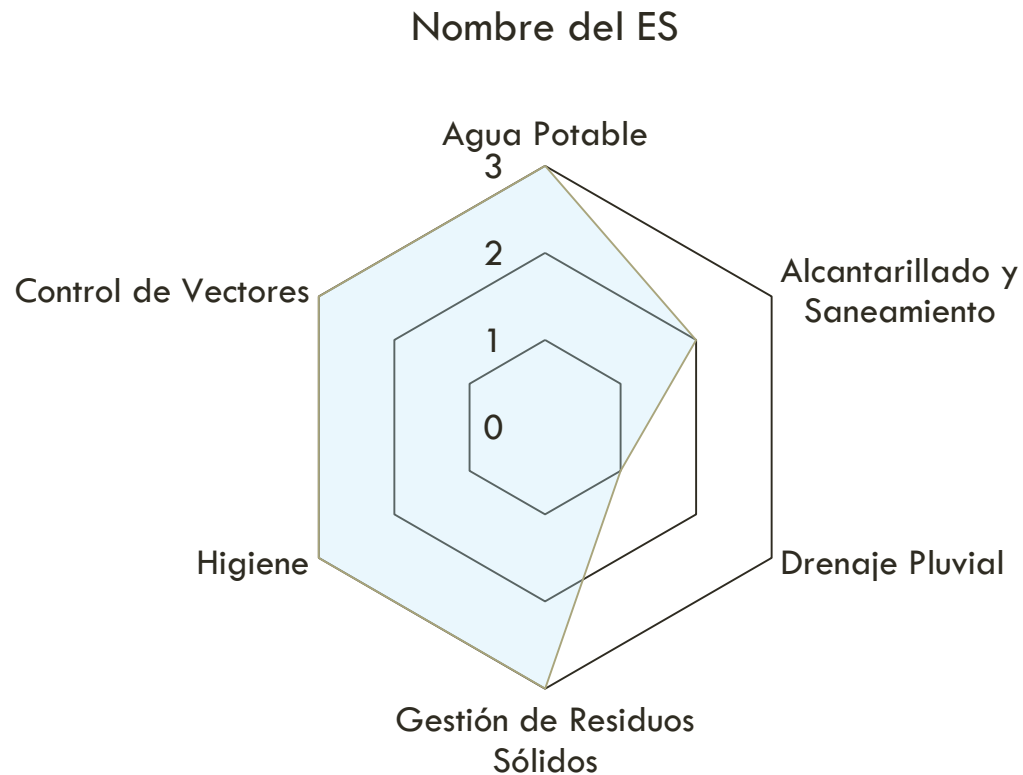 Nombre del ES
Agua Potable
3
2
1
0
Alcantarillado y
Saneamiento
Drenaje Pluvial
Gestión de Residuos
Sólidos
Higiene
Control de Vectores